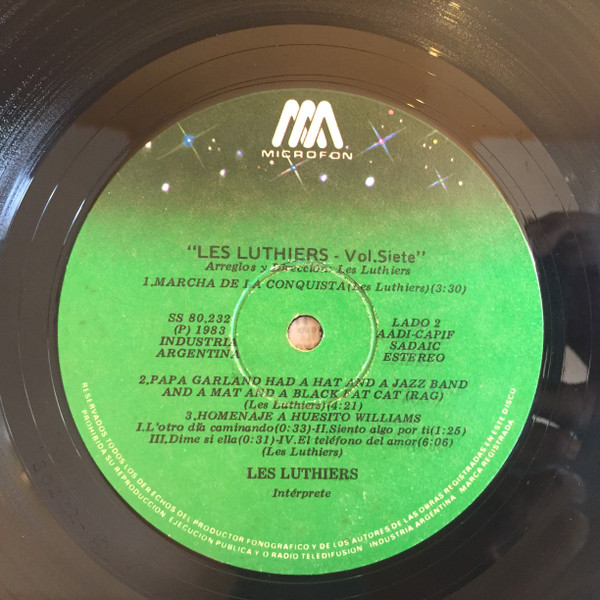 MICROFON
"LES LUTHIERS - Vol.Siete"
Arreglos y Dirección: Les Luthiers
1.MARCHA DE LA CONQUISTA(Les Luthiers)(3:30)
SS 80,232
(P) 1983
INDUSTRIA
ARGENTINA
LADO 2
AADI-CAPIF
SADAIC
ESTEREO
2,PAPA GARLAND HAD A HAT AND A JAZZ BAND
AND A MAT AND A BLACK FAT CAT (RAG)
(Les Luthiers)(4:21)
3.HOMENAJE A HUESITO WILLIAMS
I.L'otro día caminando(0:33)-II.Siento algo por ti(1:25)
III.Dime si ella(0:31)-IV.El teléfono del amor(6:06)
(Les Luthiers)
LES LUTHIERS
Intérprete
RESERVADOS TODOS LOS DERECHOS DEL PRODUCTOR FONOGRAFICO Y DE LOS AUTORES DE LAS OBRAS REGISTRADAS EN ESTE DISCO
PROHIBIDA SU REPRODUCCION, EJECUCION PUBLICA Y O RADIO TELEDIFUSION INDUSTRIA ARGENTINA MARCA REGISTRADA